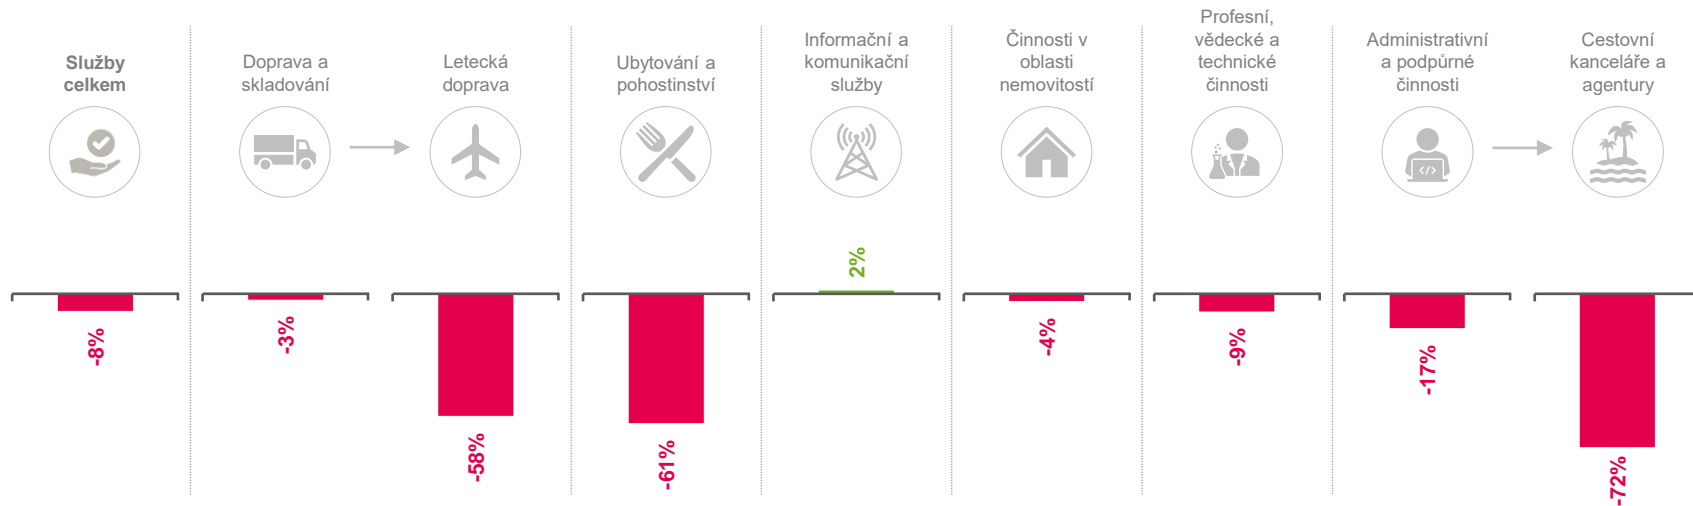 Služby
celkem
Doprava a
skladování
Letecká
doprava
Ubytování a
pohostinství
Informační a
komunikační
služby
Činnosti v
oblasti
nemovitostí
Profesní,
vědecké a
technické
činnosti
Administrativní
a podpůrné
činnosti
Cestovní
kanceláře a
agentury
</>
-8%
-3%
-58%
-61%
2%
-4%
-9%
-17%
-72%